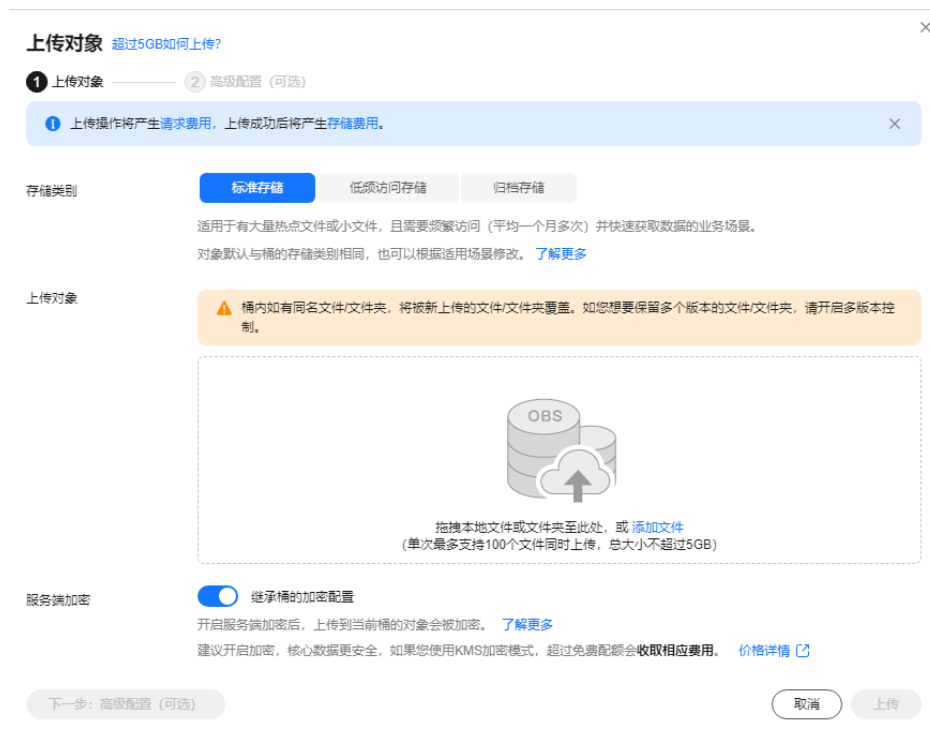 上传对象 超过5GB如何上传?
1 上传对象 2 高级配置（可选）
上传操作将产生请求费用，上传成功后将产生存储费用。
存储类别 标准存储 低频访问存储 归档存储
适用于有大量热点文件或小文件，且需要频繁访问（平均一个月多次）并快速获取数据的业务场景。
对象默认与桶的存储类别相同，也可以根据适用场景修改。 了解更多
上传对象
桶内如有同名文件/文件夹，将被新上传的文件/文件夹覆盖。如您想要保留多个版本的文件/文件夹，请开启多版本控
制。
OBS
拖拽本地文件或文件夹至此处，或 添加文件
(单次最多支持100个文件同时上传，总大小不超过5GB)
服务端加密 继承桶的加密配置
开启服务端加密后，上传到当前桶的对象会被加密。 了解更多
建议开启加密，核心数据更安全，如果您使用KMS加密模式，超过免费配额会收取相应费用。 价格详情
下一步：高级配置（可选） 取消 上传